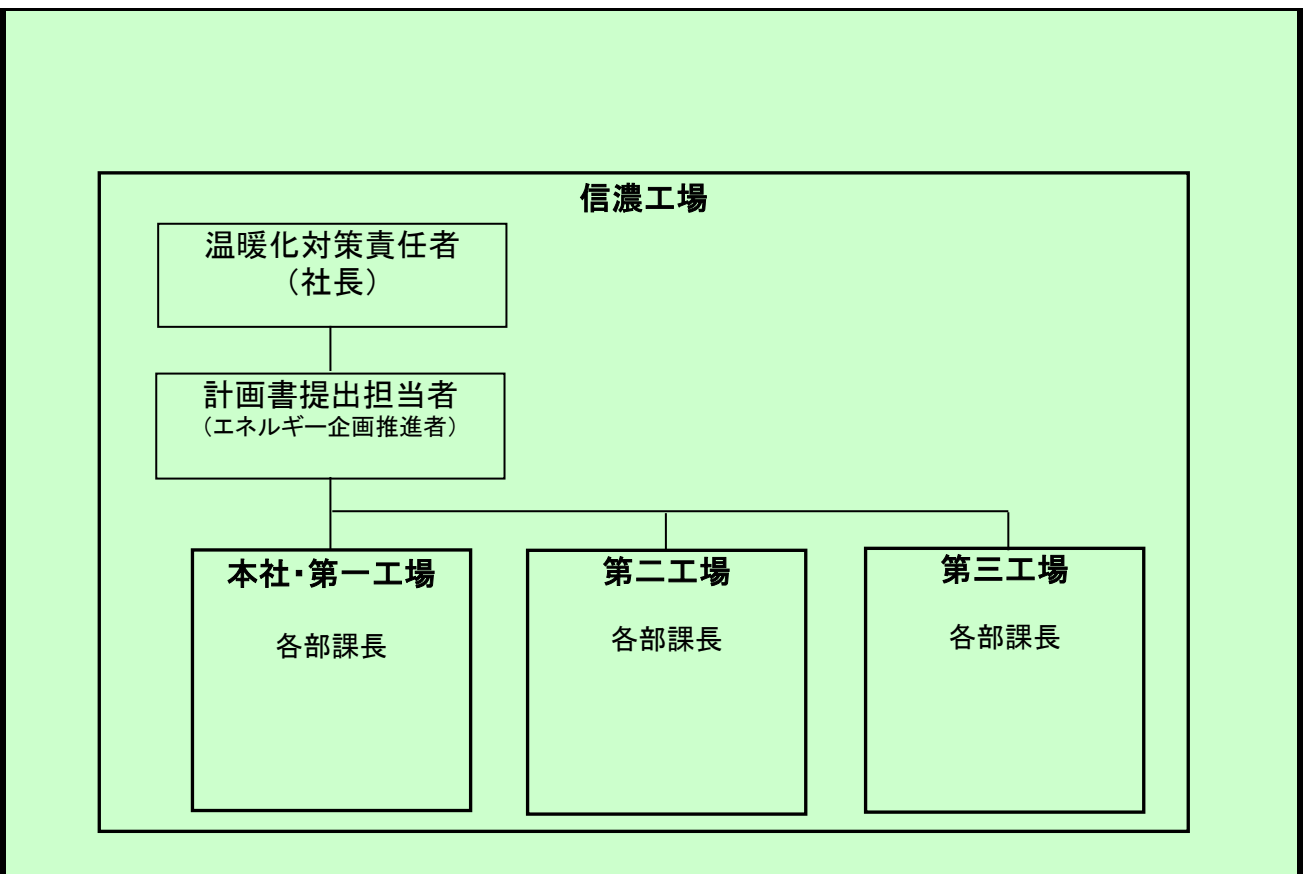 信濃工場
温暖化対策責任者
（社長）
計画書提出担当者
（エネルギー企画推進者）
本社・第一工場
各部課長
第二工場
各部課長
第三工場
各部課長